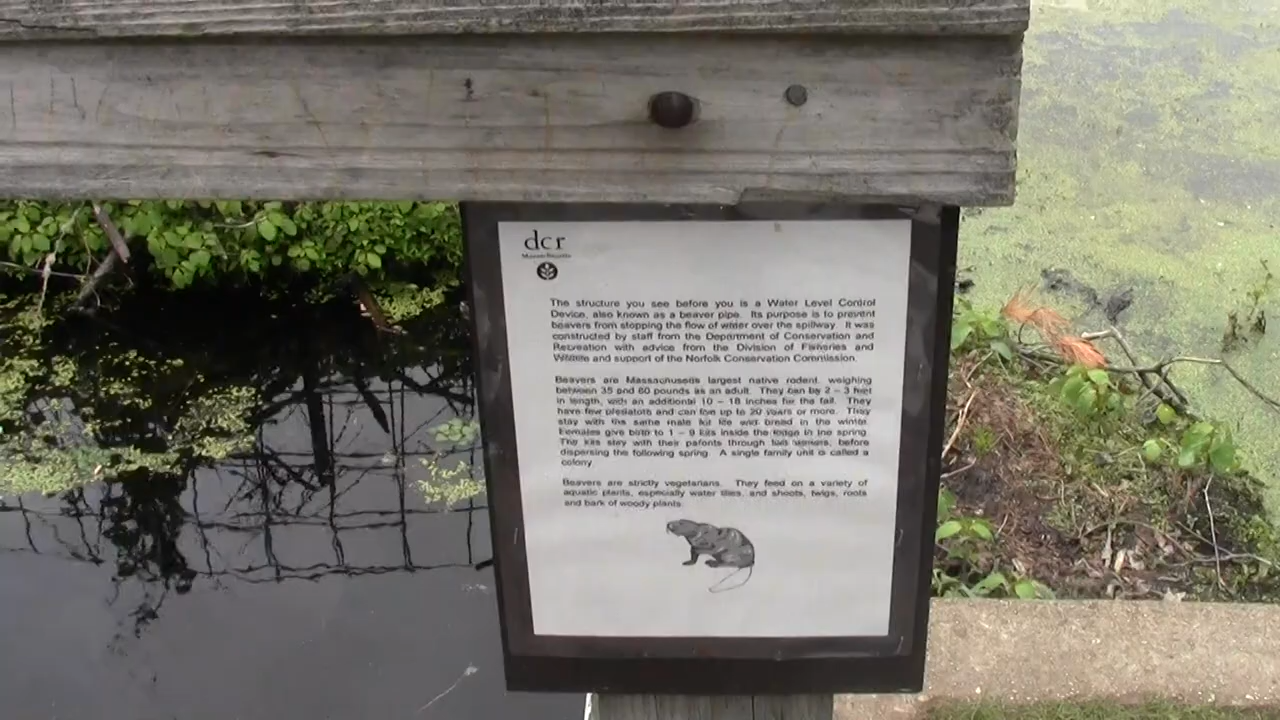 dcr
Massachusetts
The structure you see before you is a Water Level Control
Device, also known as a beaver pipe. Its purpose is to prevent
beavers from stopping the flow of water over the spillway. It was
constructed by staff from the Department of Conservation and
Recreation with advice from the Division of Fisheries and
Wildlife and support of the Norfolk Conservation Commission.
Beavers are Massachusetts largest native rodent, weighing
between 35 and 60 pounds as an adult. They can be 2 – 3 feet
in length, with an additional 10 – 18 inches for the tail. They
have few predators and can live up to 20 years or more. They
stay with the same mate for life and breed in the winter.
Females give birth to 1 – 9 kits inside the lodge in the spring.
The kits stay with their parents through two winters, before
dispersing the following spring. A single family unit is called a
colony.
Beavers are strictly vegetarians. They feed on a variety of
aquatic plants, especially water lilies, and shoots, twigs, roots
and bark of woody plants.